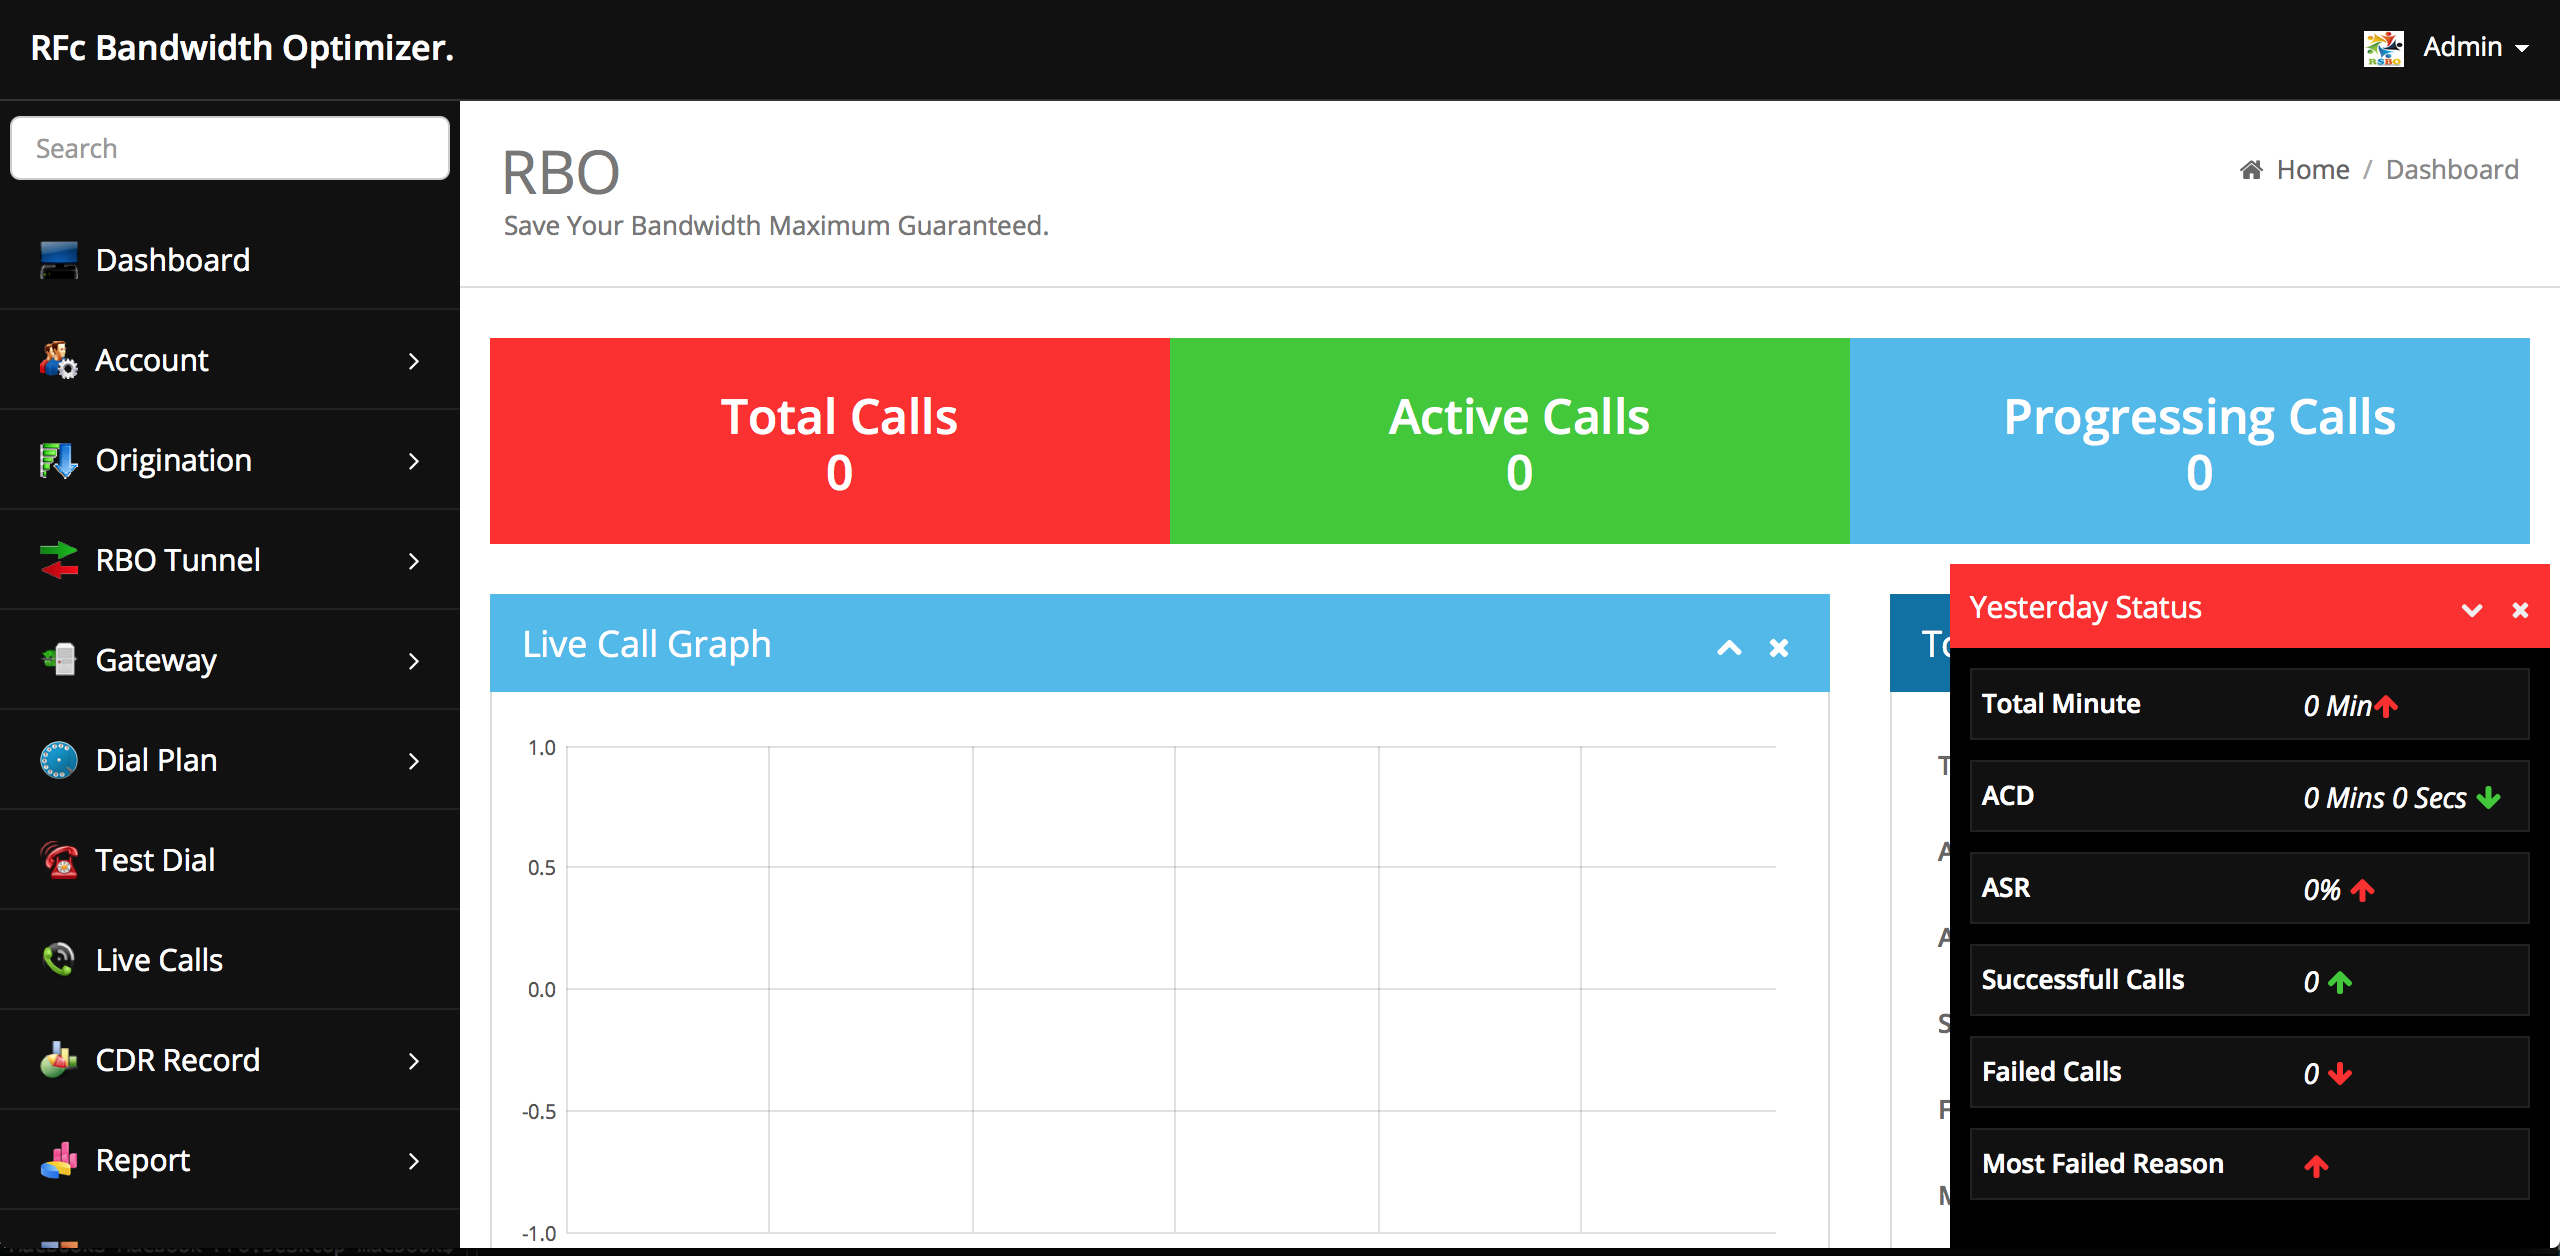 RFc Bandwidth Optimizer.
RSBO
Admin
Search
Dashboard
Account
Origination
RBO Tunnel
Gateway
Dial Plan
Test Dial
Live Calls
CDR Record
Report
RBO
Save Your Bandwidth Maximum Guaranteed.
Home / Dashboard
Total Calls
0
Active Calls
0
Progressing Calls
0
Live Call Graph
1.0
0.5
0.0
-0.5
-1.0
Yesterday Status
Total Minute 0 Min
ACD 0 Mins 0 Secs
ASR 0%
Successfull Calls 0
Failed Calls 0
Most Failed Reason